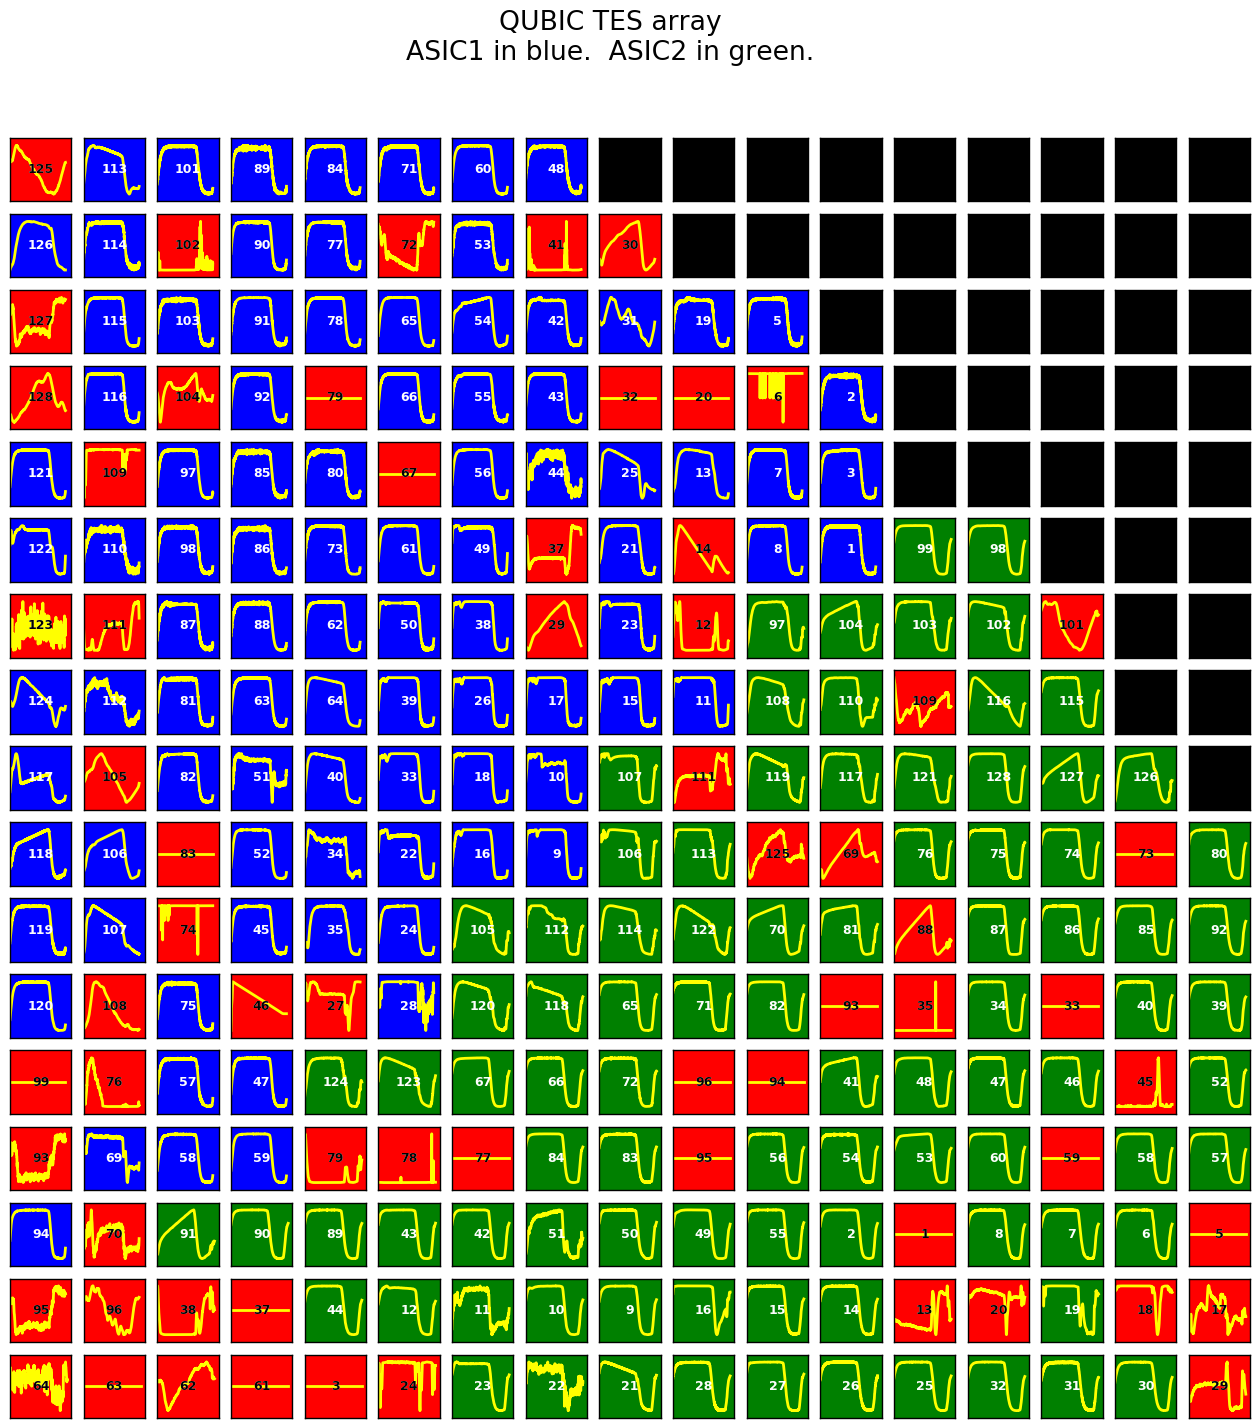 QUBIC TES array
ASIC1 in blue.  ASIC2 in green.
125 113 101 89 84 71 60 48
126 114 102 90 77 72 53 41 30
127 115 103 91 78 65 54 42 31 19 5
128 116 104 92 79 66 55 43 32 20 6 2
121 109 97 85 80 67 56 44 25 13 7 3
122 110 98 86 73 61 49 37 21 14 8 1 99 98
123 111 87 88 62 50 38 29 23 12 97 104 103 102 101
124 112 81 63 64 39 26 17 15 11 108 110 109 116 115
117 105 82 51 40 33 18 10 107 111 119 117 121 128 127 126
118 106 83 52 34 22 16 9 106 113 125 69 76 75 74 73 80
119 107 74 45 35 24 105 112 114 122 70 81 88 87 86 85 92
120 108 75 46 27 28 120 118 65 71 82 93 35 34 33 40 39
99 76 57 47 124 123 67 66 72 96 94 41 48 47 46 45 52
93 69 58 59 79 78 77 84 83 95 56 54 53 60 59 58 57
94 70 91 90 89 43 42 51 50 49 55 2 1 8 7 6 5
95 96 38 37 44 12 11 10 9 16 15 14 13 20 19 18 17
64 63 62 61 3 24 23 22 21 28 27 26 25 32 31 30 29